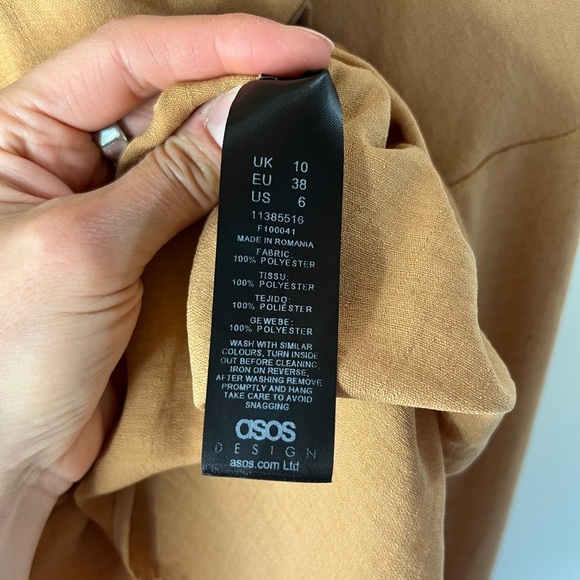 UK 10
EU 38
US 6
11385516
F100041
MADE IN ROMANIA
FABRIC:
100% POLYESTER
TISSU:
100% POLYESTER
TEJIDO:
100% POLIÉSTER
GEWEBE:
100% POLYESTER
WASH WITH SIMILAR
COLOURS, TURN INSIDE
OUT BEFORE CLEANING,
IRON ON REVERSE,
AFTER WASHING REMOVE
PROMPTLY AND HANG
TAKE CARE TO AVOID
SNAGGING
asos
DESIGN
asos.com Ltd